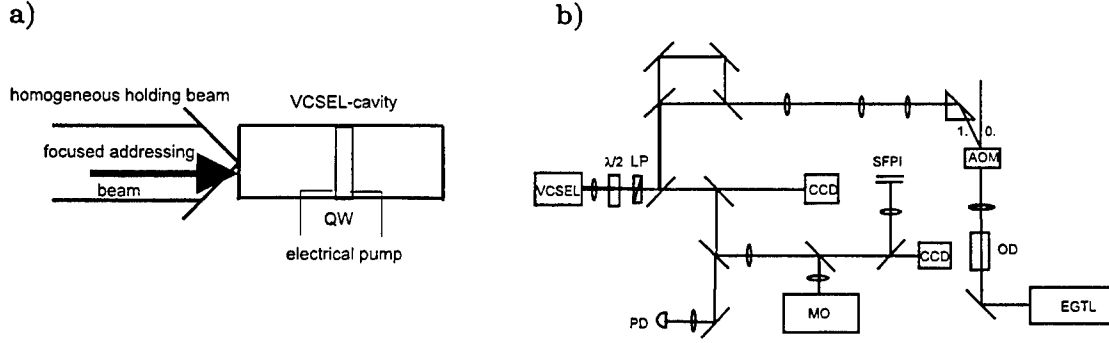 a)
homogeneous holding beam
VCSEL-cavity
focused addressing
beam
QW
electrical pump
b)
1. 0.
λ/2 LP
SFPI
AOM
VCSEL
CCD
OD
CCD
EGTL
PD
MO